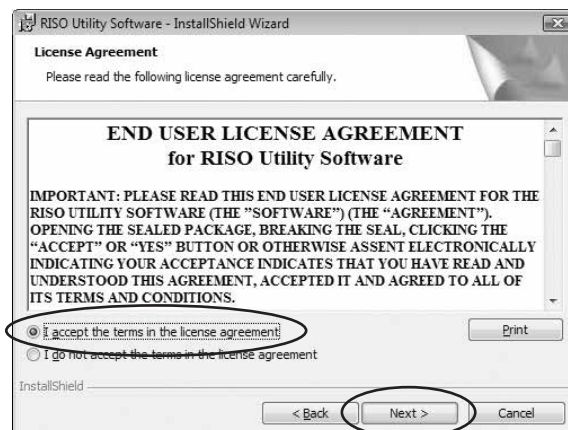 RISO Utility Software - InstallShield Wizard
License Agreement
Please read the following license agreement carefully.
END USER LICENSE AGREEMENT
for RISO Utility Software
IMPORTANT: PLEASE READ THIS END USER LICENSE AGREEMENT FOR THE
RISO UTILITY SOFTWARE (THE ”SOFTWARE”) (THE “AGREEMENT”).
OPENING THE SEALED PACKAGE, BREAKING THE SEAL, CLICKING THE
“ACCEPT” OR “YES” BUTTON OR OTHERWISE ASSENT ELECTRONICALLY
INDICATING YOUR ACCEPTANCE INDICATES THAT YOU HAVE READ AND
UNDERSTOOD THIS AGREEMENT, ACCEPTED IT AND AGREED TO ALL OF
ITS TERMS AND CONDITIONS.
I accept the terms in the license agreement
Print
I do not accept the terms in the license agreement
InstallShield
< Back Next > Cancel